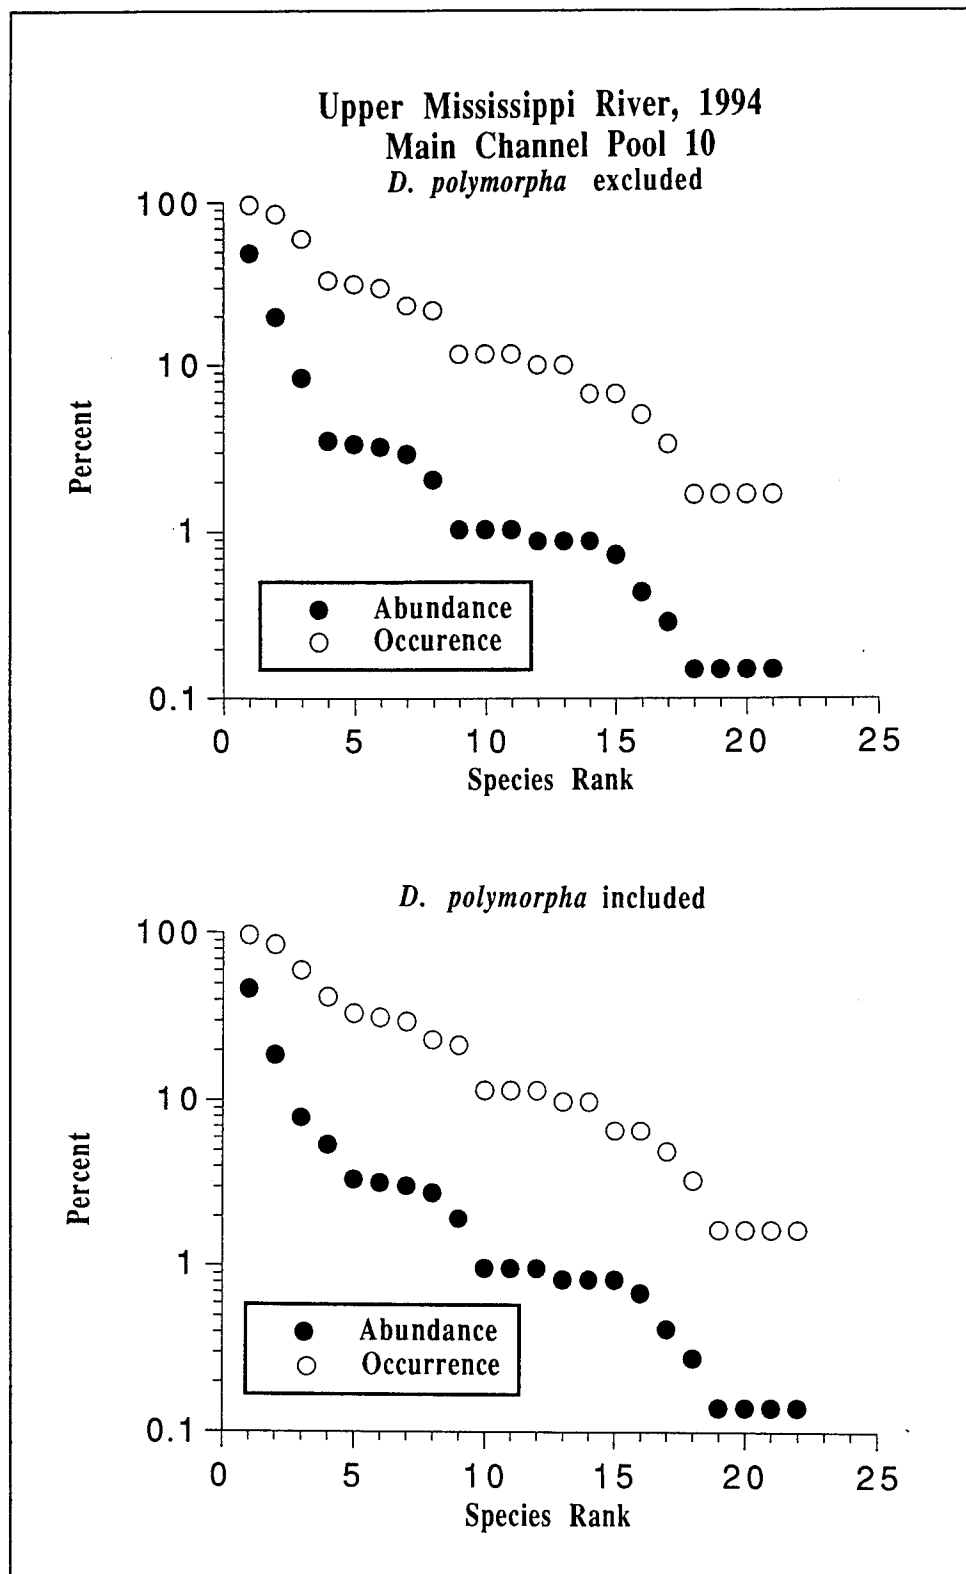 Upper Mississippi River, 1994
Main Channel Pool 10
D. polymorpha excluded
100
10
1
0.1
Percent
Abundance
Occurence
0 5 10 15 20 25
Species Rank
D. polymorpha included
100
10
1
0.1
Percent
Abundance
Occurrence
0 5 10 15 20 25
Species Rank